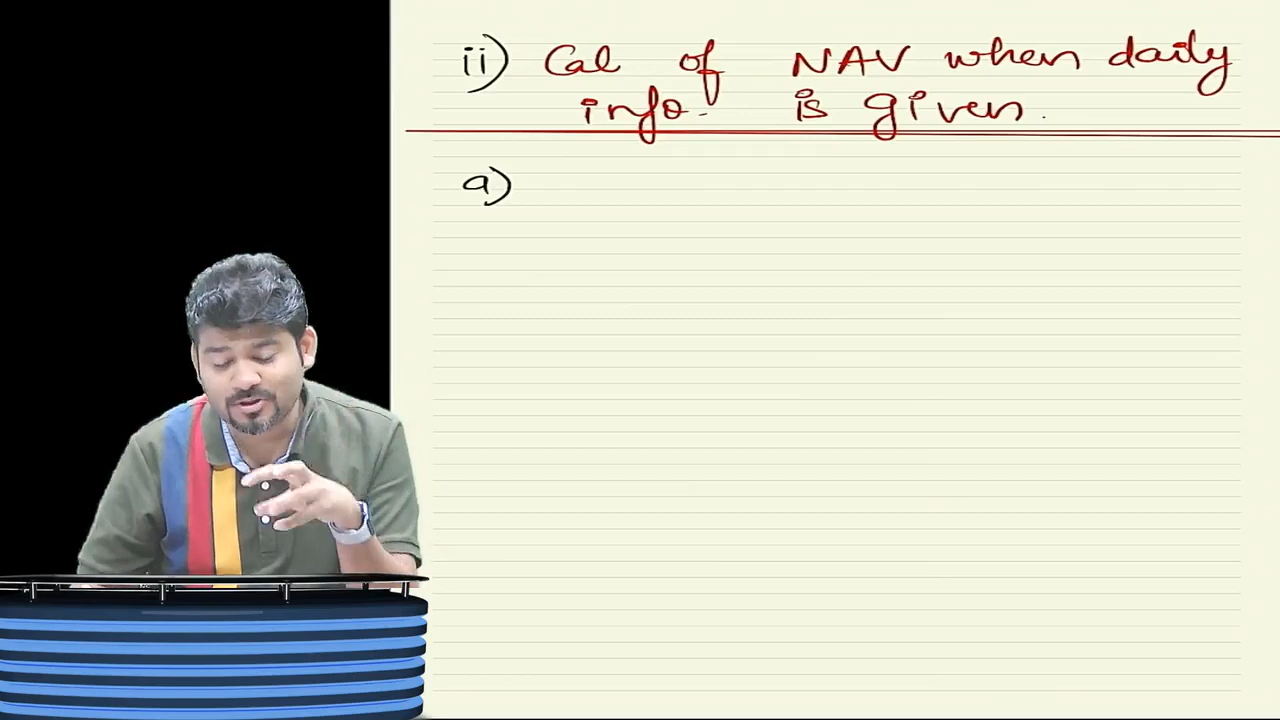 ii) Cal of NAV when daily
info. is given.
a)